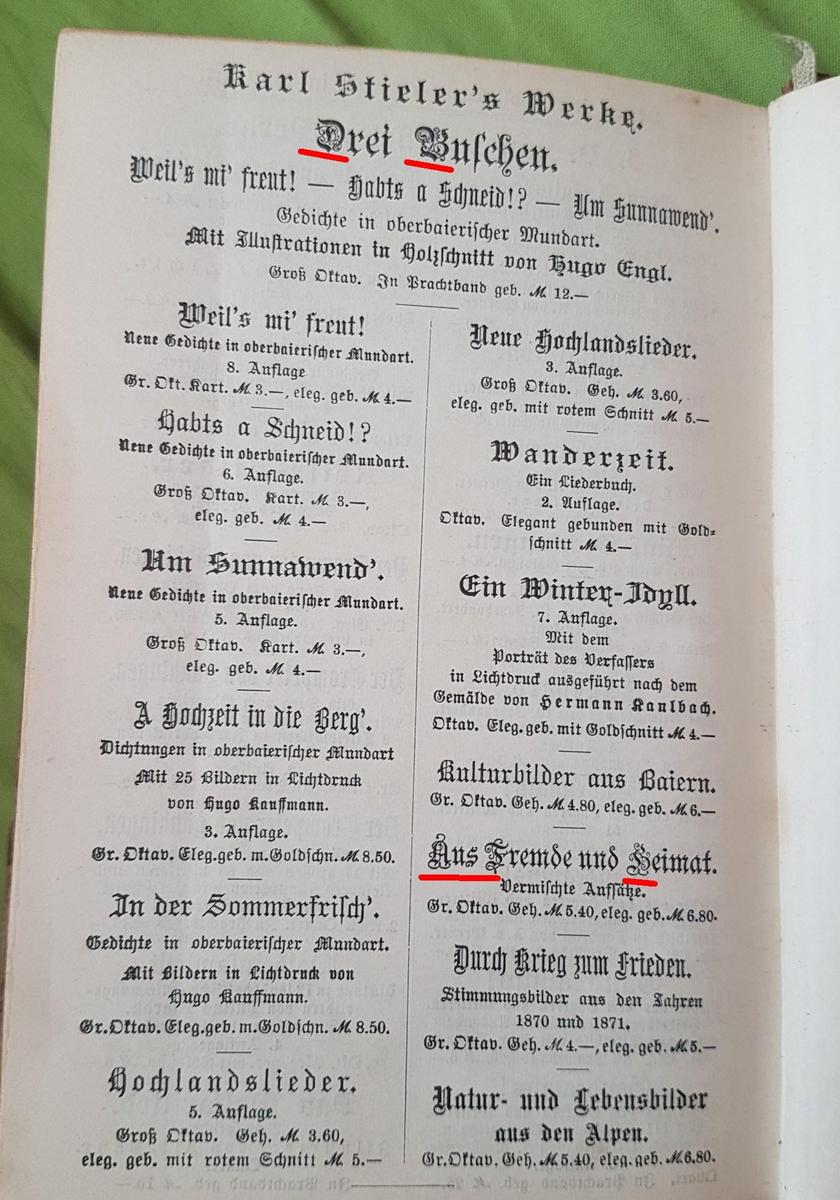 Karl Stieler's Werke.
Drei Buschen.
Weil's mi' freut! — Habts a Schneid!? — Um Sunnawend'.
Gedichte in oberbaierischer Mundart.
Mit Illustrationen in Holzschnitt von Hugo Engl.
Groß Oktav. In Prachtband geb. M. 12.—
Weil's mi' freut!
Neue Gedichte in oberbaierischer Mundart.
8. Auflage
Gr. Okt. Kart. M. 3.—, eleg. geb. M. 4.—
Habts a Schneid!?
Neue Gedichte in oberbaierischer Mundart.
6. Auflage.
Groß Oktav. Kart. M. 3.—,
eleg. geb. M. 4.—
Um Sunnawend'.
Neue Gedichte in oberbaierischer Mundart.
5. Auflage.
Groß Oktav. Kart. M. 3.—,
eleg. geb. M. 4.—
A Hochzeit in die Berg'.
Dichtungen in oberbaierischer Mundart
Mit 25 Bildern in Lichtdruck
von Hugo Kauffmann.
3. Auflage.
Gr. Oktav. Eleg. geb. m. Goldschn. M. 8.50.
In der Sommerfrisch'.
Gedichte in oberbaierischer Mundart.
Mit Bildern in Lichtdruck von
Hugo Kauffmann.
Gr. Oktav. Eleg. geb. m. Goldschn. M. 8.50.
Hochlandslieder.
5. Auflage.
Groß Oktav. Geh. M. 3.60,
eleg. geb. mit rotem Schnitt M. 5.—
Neue Hochlandslieder.
3. Auflage.
Groß Oktav. Geh. M. 3.60,
eleg. geb. mit rotem Schnitt M. 5.—
Wanderzeit.
Ein Liederbuch.
2. Auflage.
Oktav. Elegant gebunden mit Gold-
schnitt M. 4.—
Ein Winter-Idyll.
7. Auflage.
Mit dem
Porträt des Verfassers
in Lichtdruck ausgeführt nach dem
Gemälde von Hermann Kaulbach.
Oktav. Eleg. geb. mit Goldschnitt M. 4.—
Kulturbilder aus Baiern.
Gr. Oktav. Geh. M. 4.80, eleg. geb. M. 6.—
Aus Fremde und Heimat.
Vermischte Aufsätze.
Gr. Oktav. Geh. M. 5.40, eleg. geb. M. 6.80.
Durch Krieg zum Frieden.
Stimmungsbilder aus den Jahren
1870 und 1871.
Gr. Oktav. Geh. M. 4.—, eleg. geb. M. 5.—
Natur- und Lebensbilder
aus den Alpen.
Gr. Oktav. Geh. M. 5.40, eleg. geb. M. 6.80.